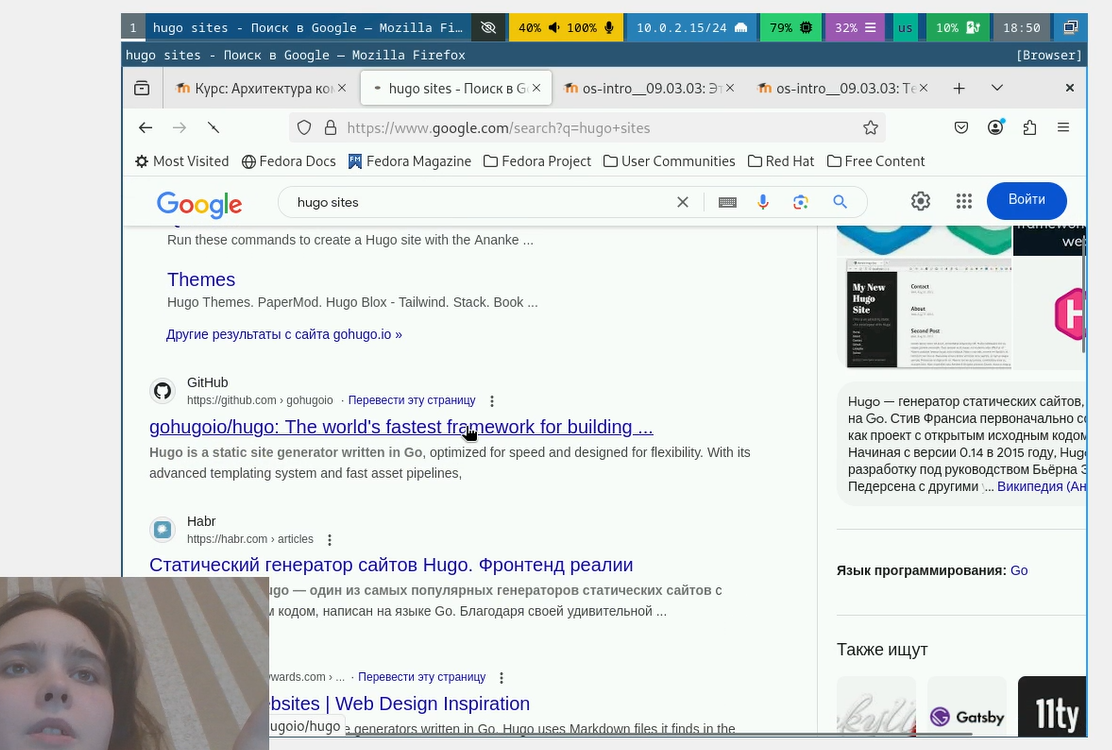 1 hugo sites - Поиск в Google — Mozilla Fi… 40% 100% 10.0.2.15/24 79% 32% us 10% 18:50
hugo sites - Поиск в Google — Mozilla Firefox [Browser]
Курс: Архитектура ко hugo sites - Поиск в G os-intro__09.03.03: Э os-intro__09.03.03: Te
https://www.google.com/search?q=hugo+sites
Most Visited Fedora Docs Fedora Magazine Fedora Project User Communities Red Hat Free Content
Google hugo sites Войти
Run these commands to create a Hugo site with the Ananke ...
Themes
Hugo Themes. PaperMod. Hugo Blox - Tailwind. Stack. Book ...
Другие результаты с сайта gohugo.io »
GitHub
https://github.com › gohugoio · Перевести эту страницу
gohugoio/hugo: The world's fastest framework for building ...
Hugo is a static site generator written in Go, optimized for speed and designed for flexibility. With its
advanced templating system and fast asset pipelines,
Habr
https://habr.com › articles
Статический генератор сайтов Hugo. Фронтенд реалии
ugo — один из самых популярных генераторов статических сайтов с
м кодом, написан на языке Go. Благодаря своей удивительной ...
wards.com › ... · Перевести эту страницу
bsites | Web Design Inspiration
e generators written in Go. Hugo uses Markdown files it finds in the
ugoio/hugo
framework
web
My New
Hugo
Site
Contact
About
Second Post
Hugo — генератор статических сайтов,
на Go. Стив Франсиа первоначально со
как проект с открытым исходным кодом
Начиная с версии 0.14 в 2015 году, Hug
разработку под руководством Бьёрна Э
Педерсена с другими ... Википедия (Ан
Язык программирования: Go
Также ищут
Gatsby
11ty